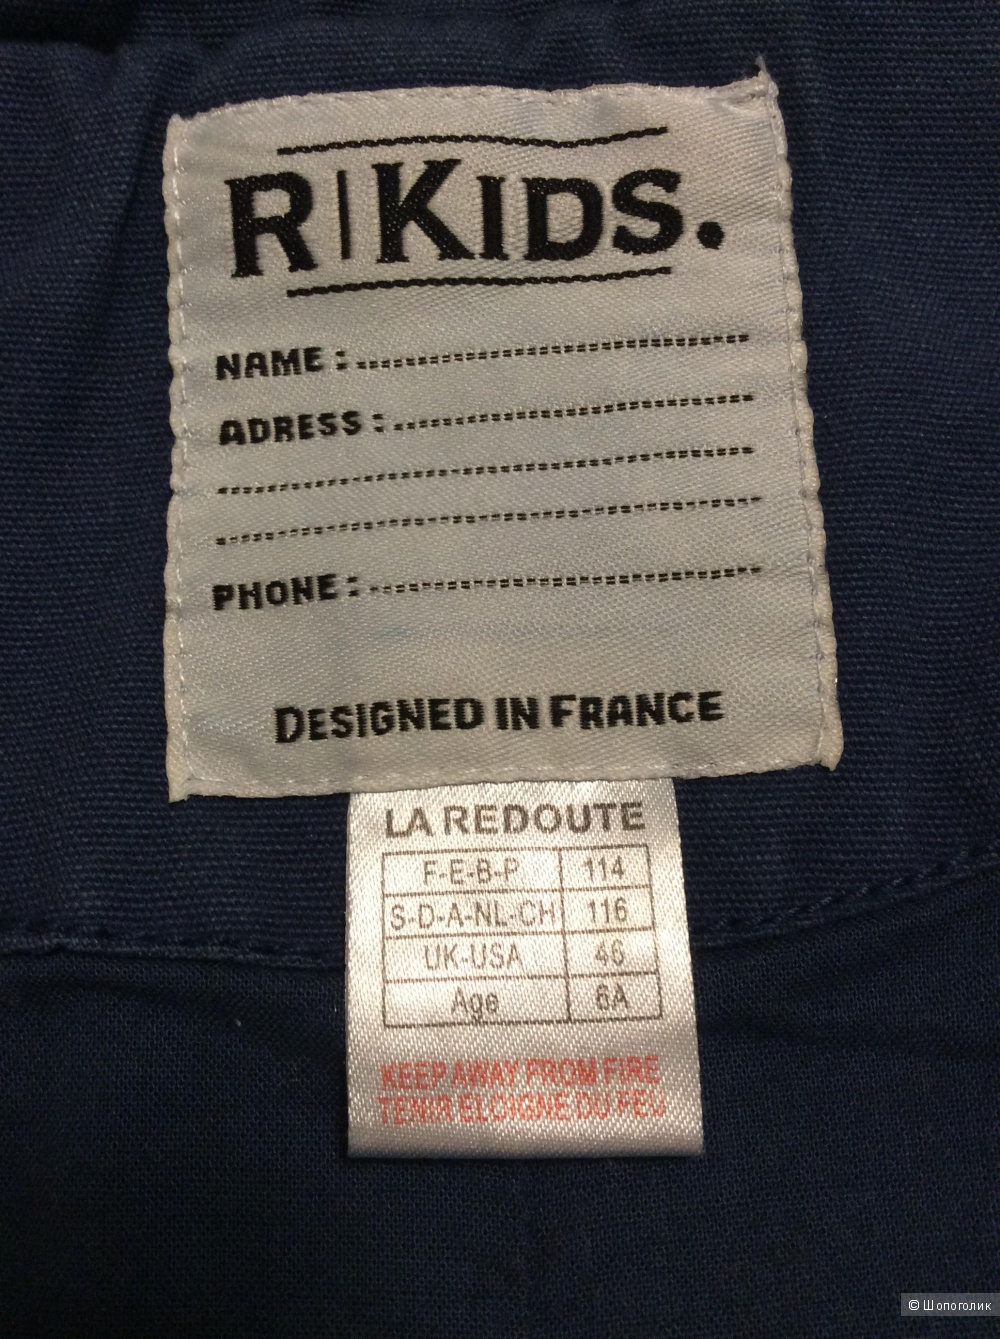 R|KIDS.
NAME :
ADRESS :
PHONE :
DESIGNED IN FRANCE
LA REDOUTE
F-E-B-P 114
S-D-A-NL-CH 116
UK-USA 46
Age 6A
KEEP AWAY FROM FIRE
TENIR ELOIGNE DU FEU
© Шопоголик